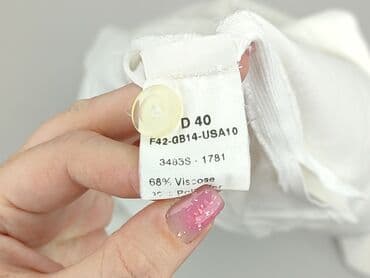 D 40
F42-GB14-USA10
3483S - 1781
68% Viscose